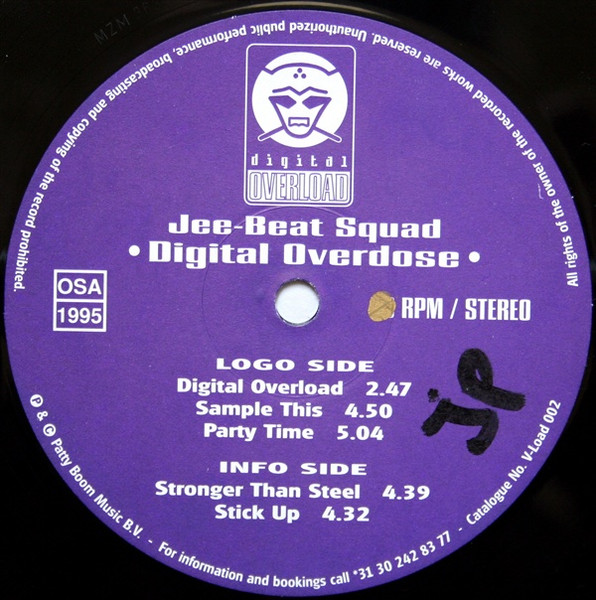 All rights of the owner of the recorded works are reserved. Unauthorized public performance, broadcasting and copying of the record prohibited.
digital
OVERLOAD
Jee-Beat Squad
• Digital Overdose •
OSA
1995
RPM / STEREO
LOGO SIDE
Digital Overload 2.47
Sample This 4.50
Party Time 5.04
INFO SIDE
Stronger Than Steel 4.39
Stick Up 4.32
JP
℗ & © Patty Boom Music B.V. - For information and bookings call *31 30 242 83 77 - Catalogue No. V-Load 002